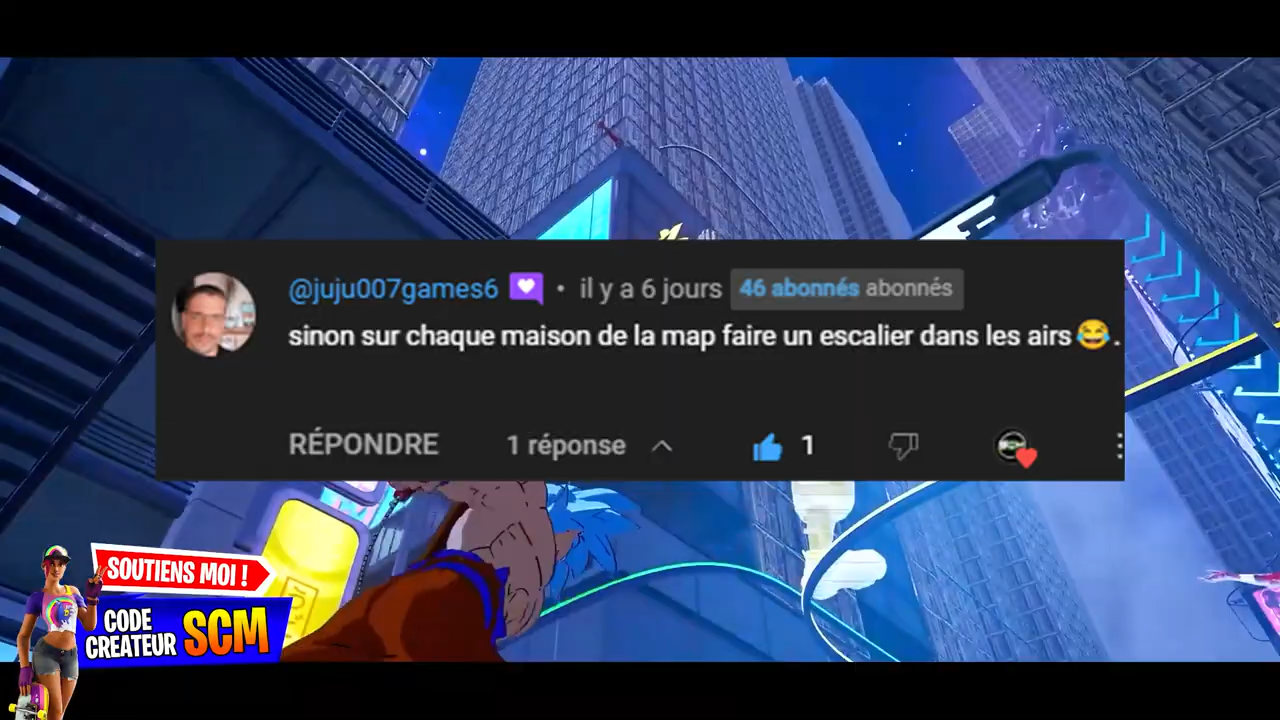 @juju007games6 • il y a 6 jours 46 abonnés abonnés
sinon sur chaque maison de la map faire un escalier dans les airs😂.
RÉPONDRE 1 réponse 1
SOUTIENS MOI !
CODE
CREATEUR SCM